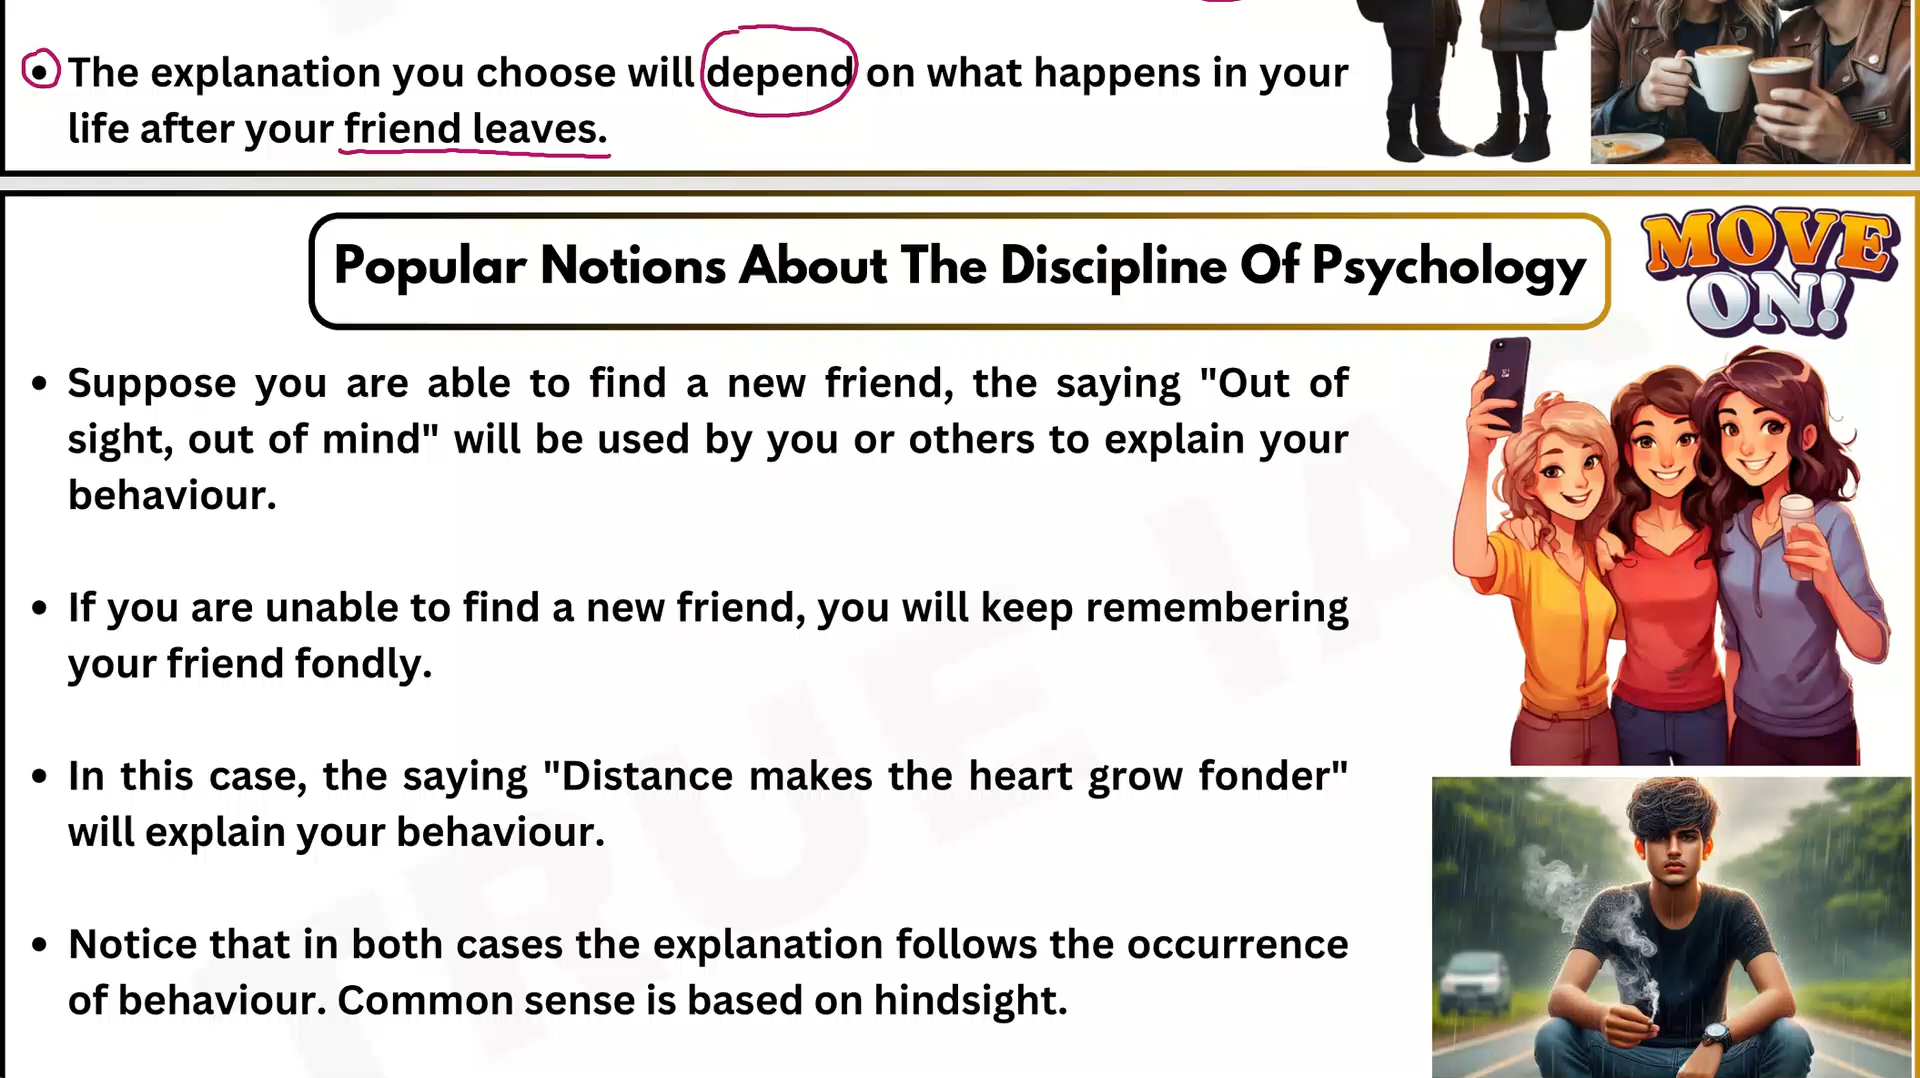 • The explanation you choose will depend on what happens in your
life after your friend leaves.
Popular Notions About The Discipline Of Psychology
MOVE
ON!
• Suppose you are able to find a new friend, the saying "Out of
sight, out of mind" will be used by you or others to explain your
behaviour.
• If you are unable to find a new friend, you will keep remembering
your friend fondly.
• In this case, the saying "Distance makes the heart grow fonder"
will explain your behaviour.
• Notice that in both cases the explanation follows the occurrence
of behaviour. Common sense is based on hindsight.
TRUE IAS